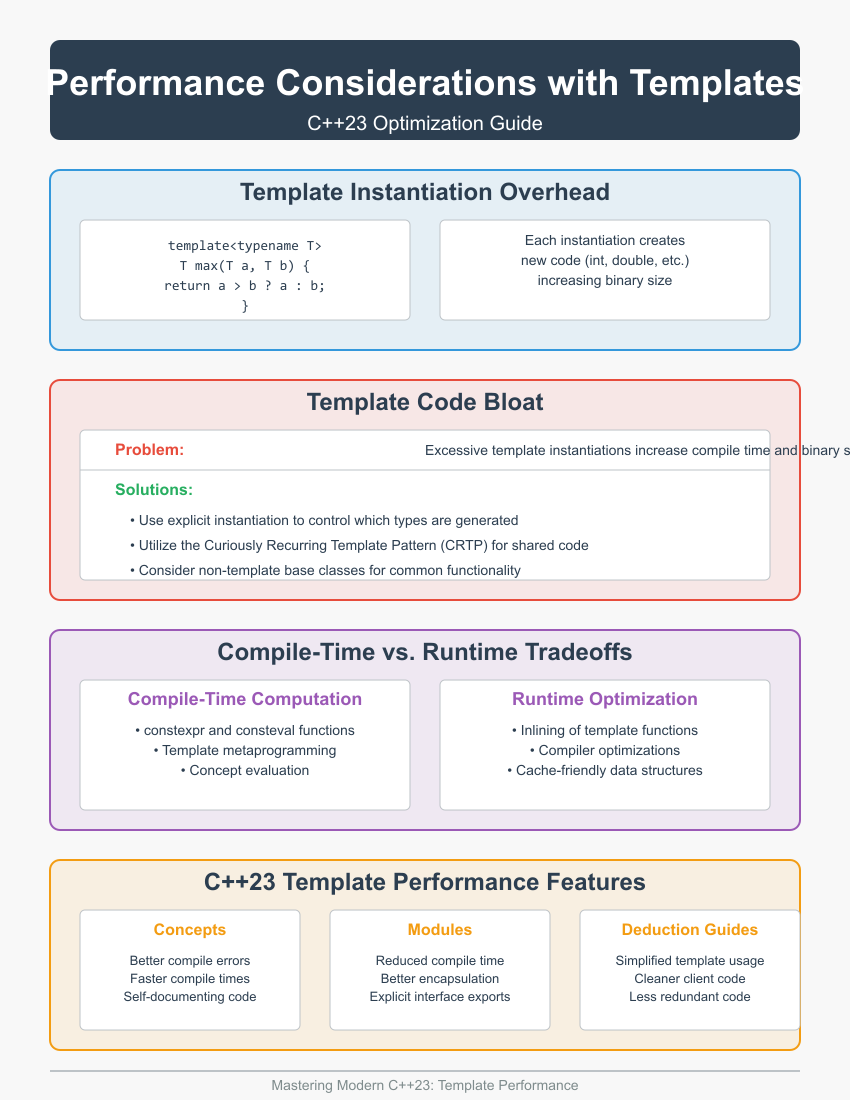 Performance Considerations with Templates
C++23 Optimization Guide
Template Instantiation Overhead
template<typename T>
T max(T a, T b) {
return a > b ? a : b;
}
Each instantiation creates
new code (int, double, etc.)
increasing binary size
Template Code Bloat
Problem:
Excessive template instantiations increase compile time and binary s
Solutions:
• Use explicit instantiation to control which types are generated
• Utilize the Curiously Recurring Template Pattern (CRTP) for shared code
• Consider non-template base classes for common functionality
Compile-Time vs. Runtime Tradeoffs
Compile-Time Computation
• constexpr and consteval functions
• Template metaprogramming
• Concept evaluation
Runtime Optimization
• Inlining of template functions
• Compiler optimizations
• Cache-friendly data structures
C++23 Template Performance Features
Concepts
Better compile errors
Faster compile times
Self-documenting code
Modules
Reduced compile time
Better encapsulation
Explicit interface exports
Deduction Guides
Simplified template usage
Cleaner client code
Less redundant code
Mastering Modern C++23: Template Performance